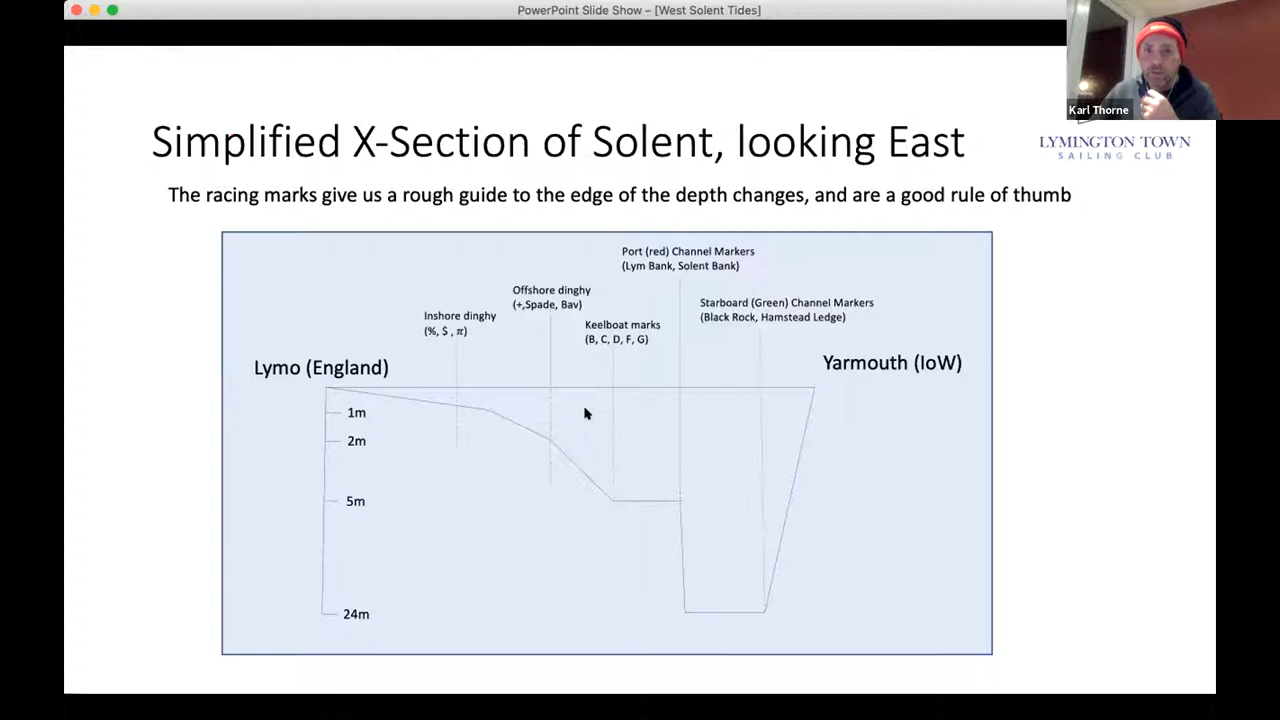 PowerPoint Slide Show – [West Solent Tides]
Karl Thorne
Simplified X-Section of Solent, looking East
LYMINGTON TOWN
SAILING CLUB
The racing marks give us a rough guide to the edge of the depth changes, and are a good rule of thumb
Port (red) Channel Markers
(Lym Bank, Solent Bank)
Offshore dinghy
(+,Spade, Bav)
Starboard (Green) Channel Markers
(Black Rock, Hamstead Ledge)
Inshore dinghy
(%, $ , π)
Keelboat marks
(B, C, D, F, G)
Lymo (England)
Yarmouth (IoW)
1m
2m
5m
24m